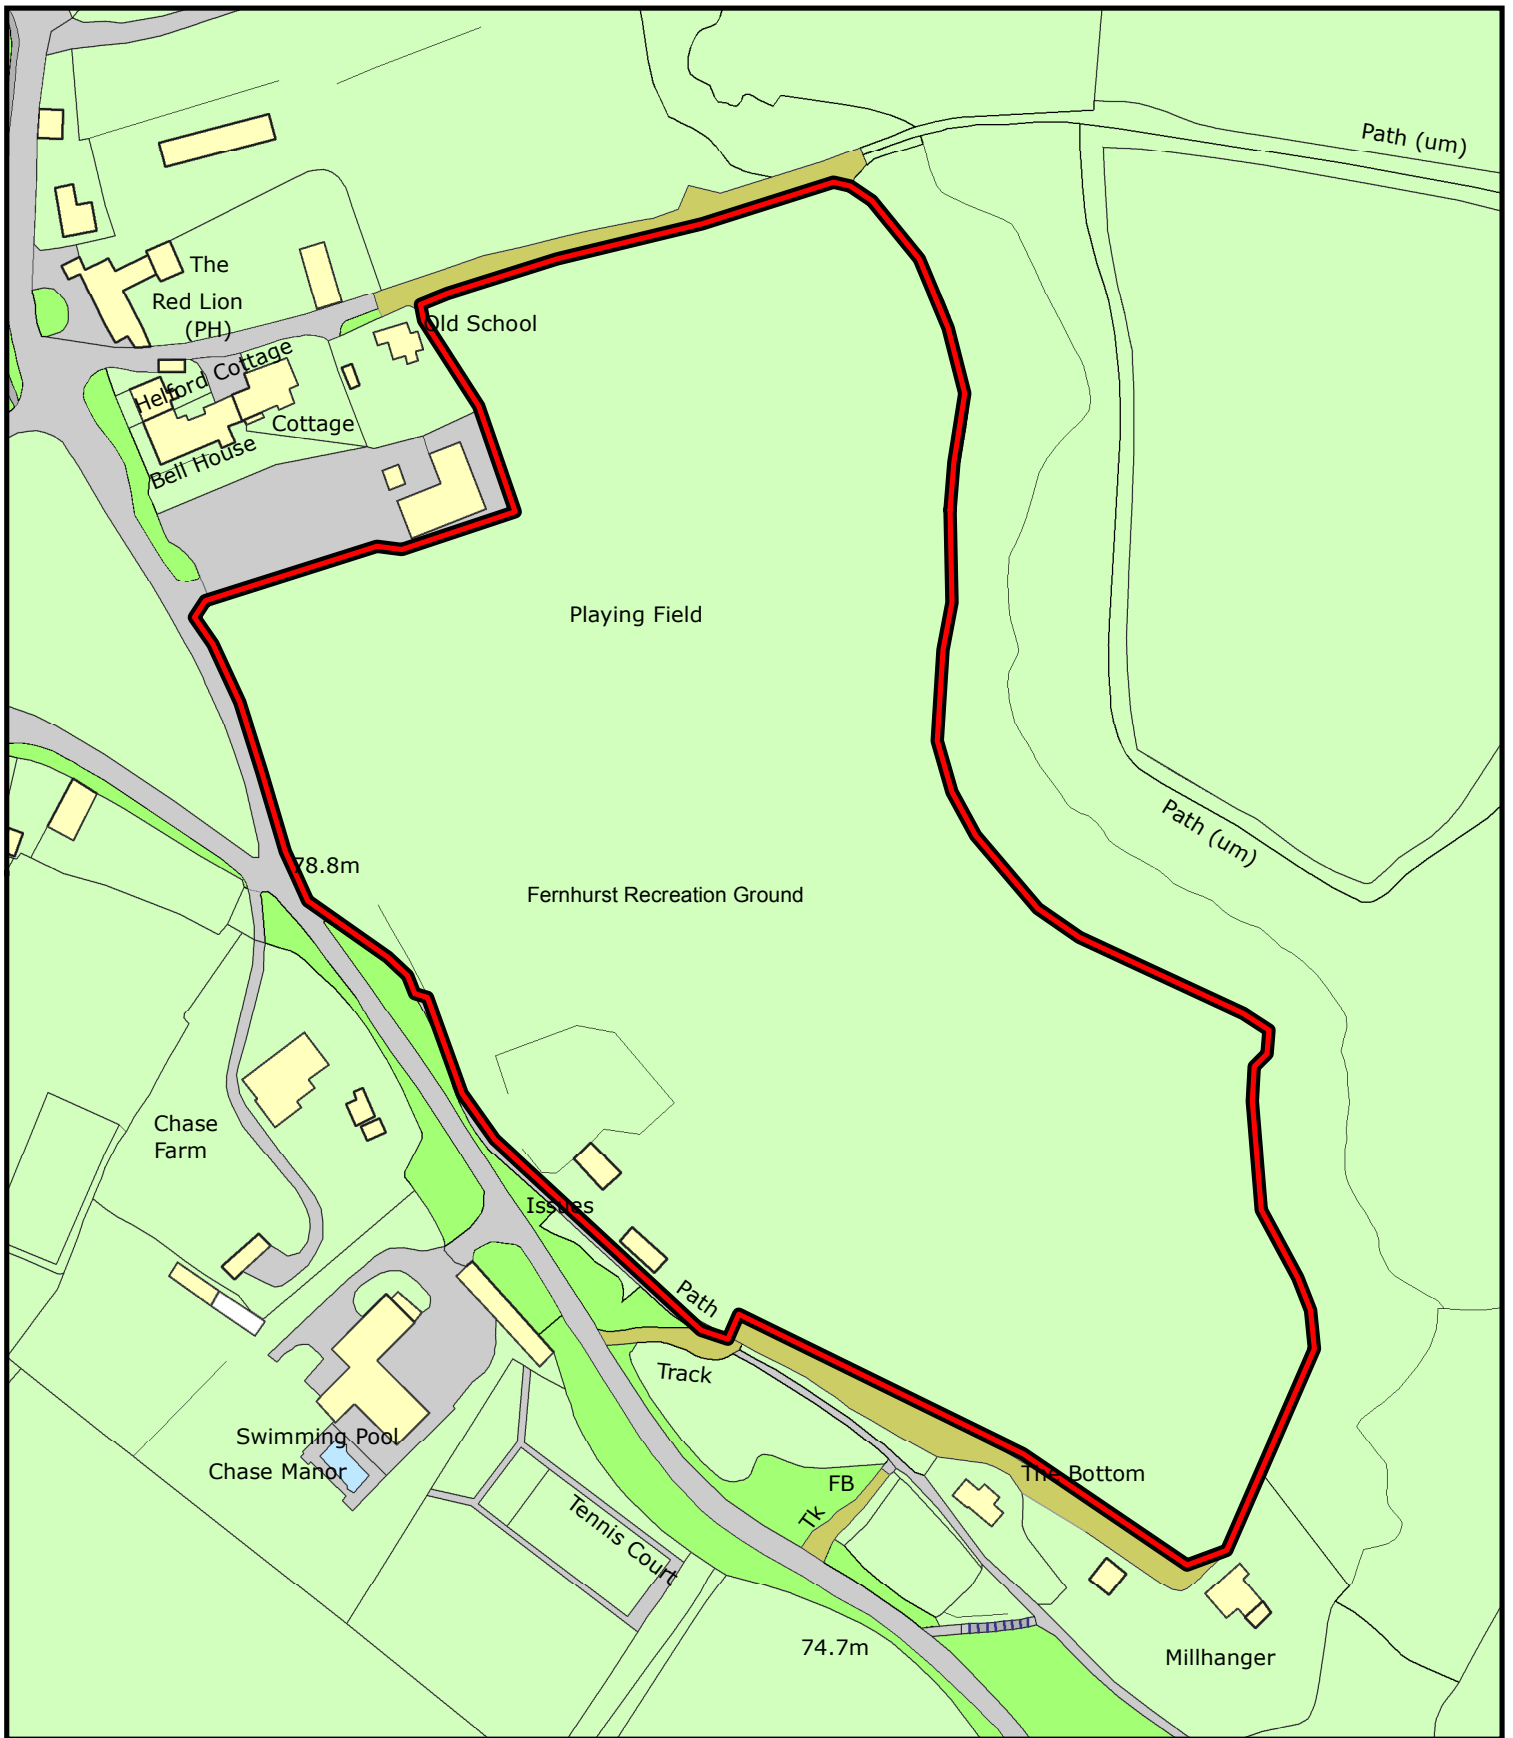 Path (um)
The
Red Lion
(PH)
Old School
Helford Cottage
Cottage
Bell House
Playing Field
Path (um)
78.8m
Fernhurst Recreation Ground
Chase
Farm
Issues
Path
Track
Swimming Pool
Chase Manor
The Bottom
FB
Tk
Tennis Court
74.7m
Millhanger